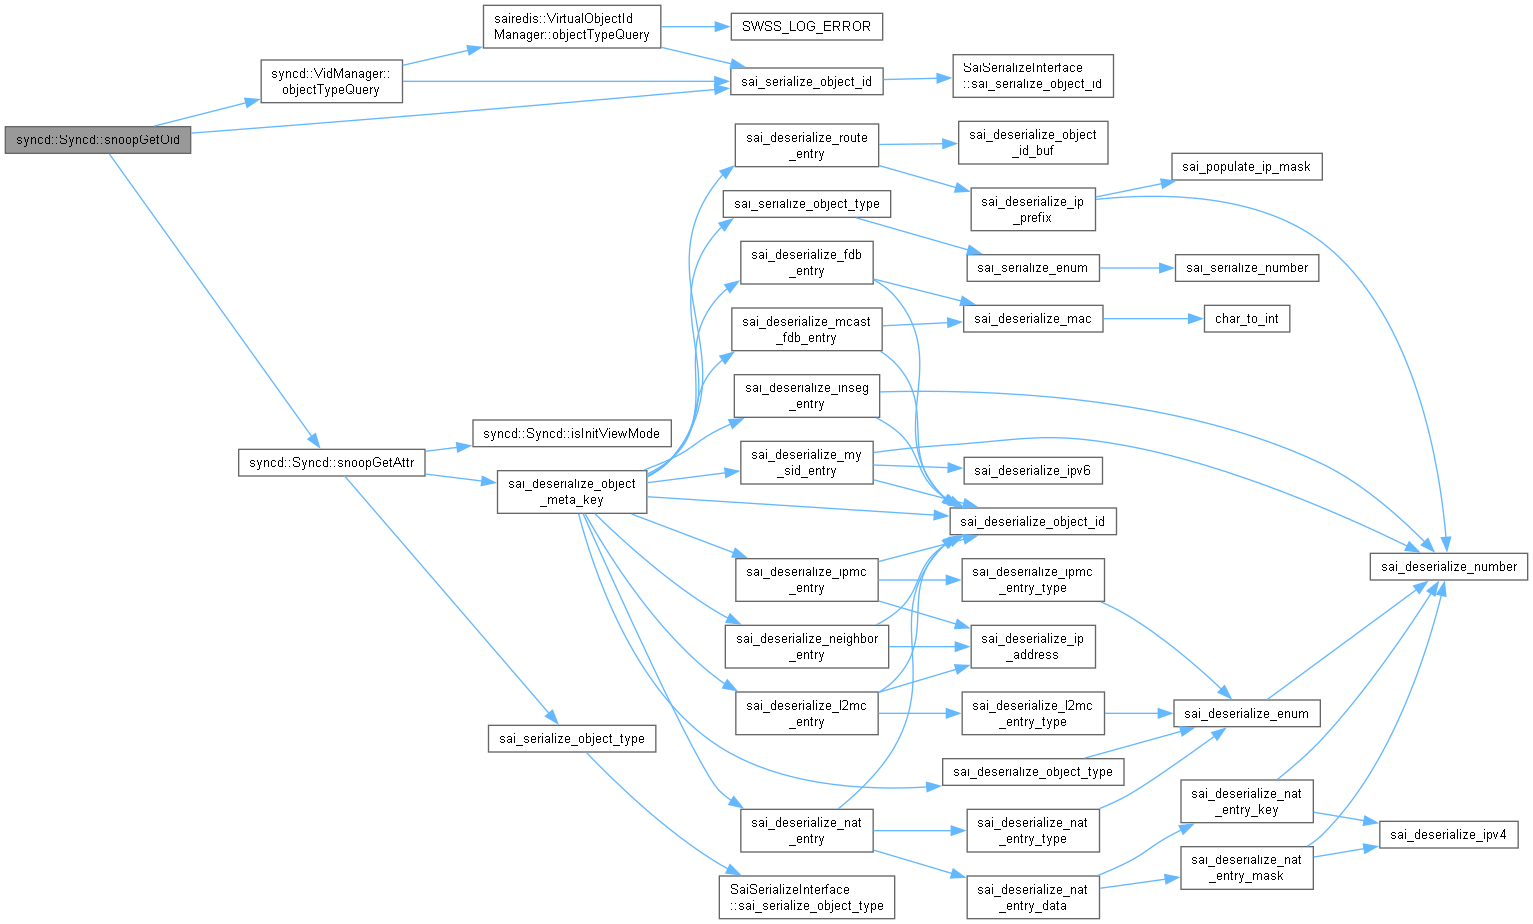 syncd::Syncd::snoopGetOid
syncd::VidManager::
objectTypeQuery
sairedis::VirtualObjectId
Manager::objectTypeQuery
SWSS_LOG_ERROR
sai_serialize_object_id
SaiSerializeInterface
::sai_serialize_object_id
syncd::Syncd::snoopGetAttr
syncd::Syncd::isInitViewMode
sai_deserialize_object
_meta_key
sai_deserialize_route
_entry
sai_deserialize_object
_id_buf
sai_deserialize_ip
_prefix
sai_populate_ip_mask
sai_serialize_object_type
sai_serialize_enum
sai_serialize_number
sai_deserialize_fdb
_entry
sai_deserialize_mcast
_fdb_entry
sai_deserialize_mac
char_to_int
sai_deserialize_inseg
_entry
sai_deserialize_my
_sid_entry
sai_deserialize_ipv6
sai_deserialize_object_id
sai_deserialize_number
sai_deserialize_ipmc
_entry
sai_deserialize_ipmc
_entry_type
sai_deserialize_neighbor
_entry
sai_deserialize_ip
_address
sai_deserialize_l2mc
_entry
sai_deserialize_l2mc
_entry_type
sai_deserialize_enum
sai_deserialize_object_type
sai_deserialize_nat
_entry
sai_deserialize_nat
_entry_type
sai_deserialize_nat
_entry_data
sai_deserialize_nat
_entry_key
sai_deserialize_nat
_entry_mask
sai_deserialize_ipv4
sai_serialize_object_type
SaiSerializeInterface
::sai_serialize_object_type